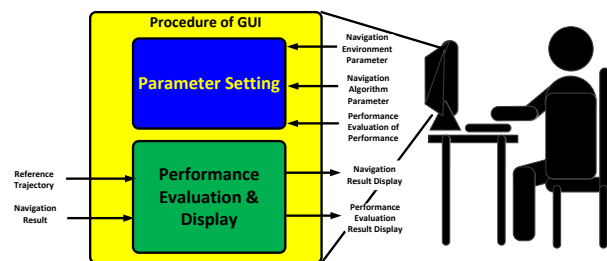 Procedure of GUI
Parameter Setting
Navigation
Environment
Parameter
Navigation
Algorithm
Parameter
Performance
Evaluation of
Performance
Reference
Trajectory
Navigation
Result
Performance
Evaluation &
Display
Navigation
Result Display
Performance
Evaluation
Result Display